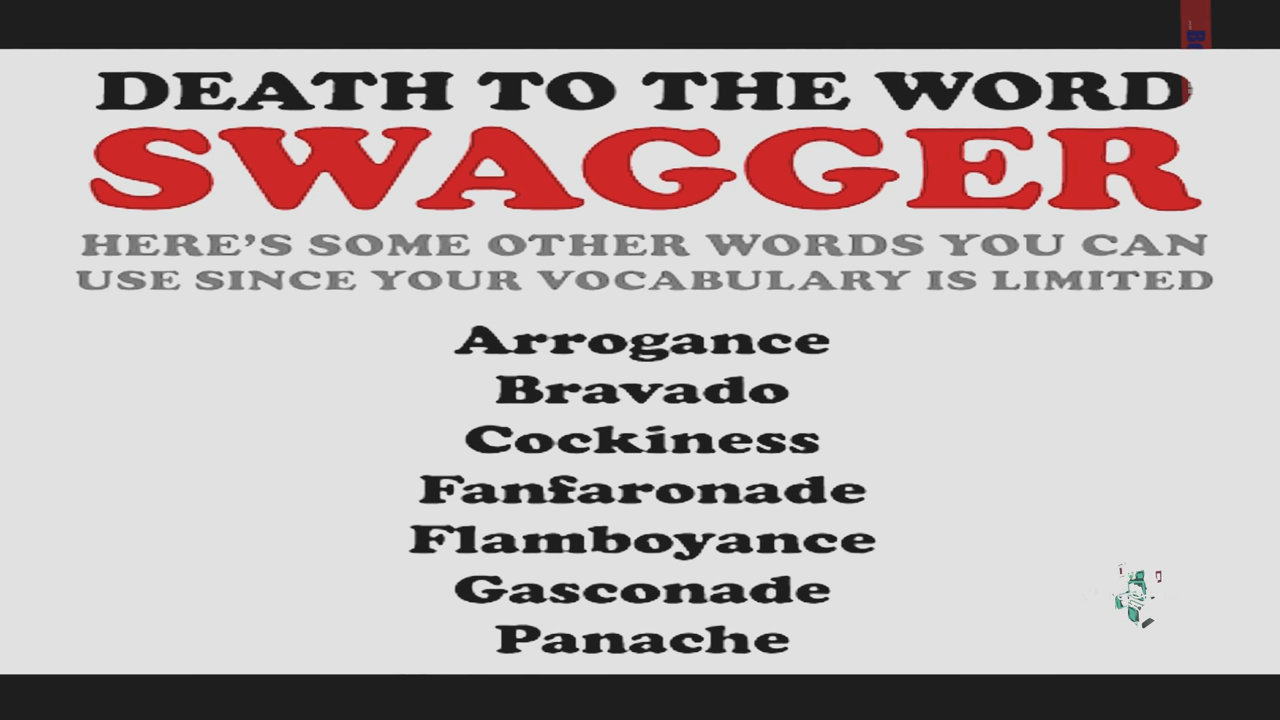 DEATH TO THE WORD
SWAGGER
HERE'S SOME OTHER WORDS YOU CAN
USE SINCE YOUR VOCABULARY IS LIMITED
Arrogance
Bravado
Cockiness
Fanfaronade
Flamboyance
Gasconade
Panache